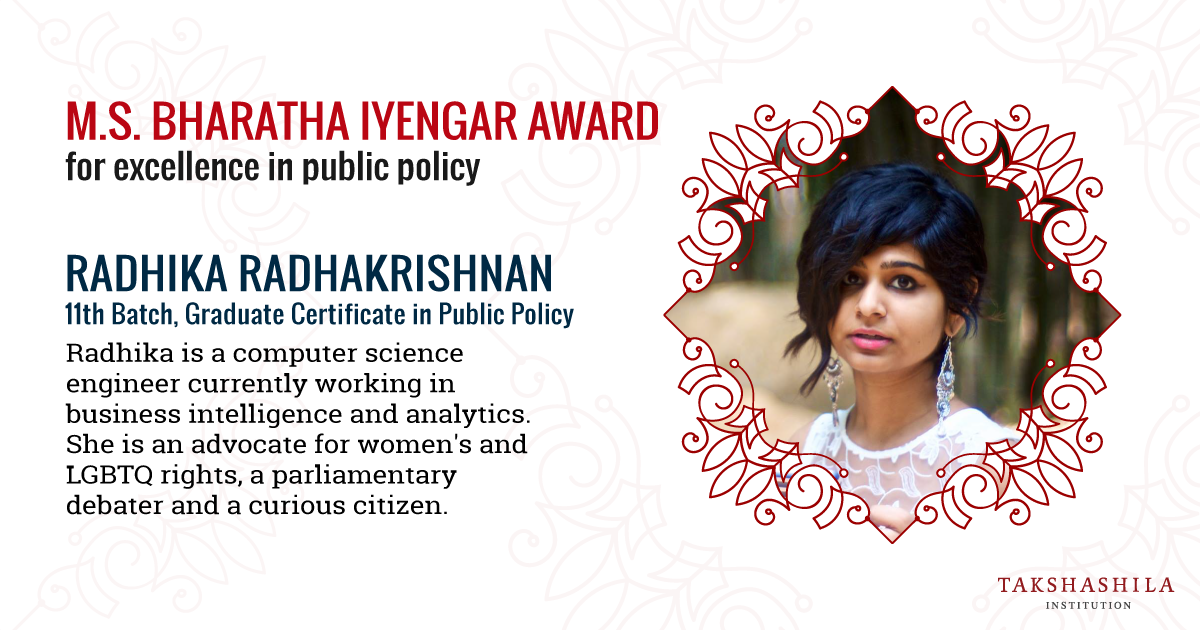 M.S. BHARATHA IYENGAR AWARD
for excellence in public policy
RADHIKA RADHAKRISHNAN
11th Batch, Graduate Certificate in Public Policy
Radhika is a computer science
engineer currently working in
business intelligence and analytics.
She is an advocate for women's and
LGBTQ rights, a parliamentary
debater and a curious citizen.
TAKSHASHILA
INSTITUTION